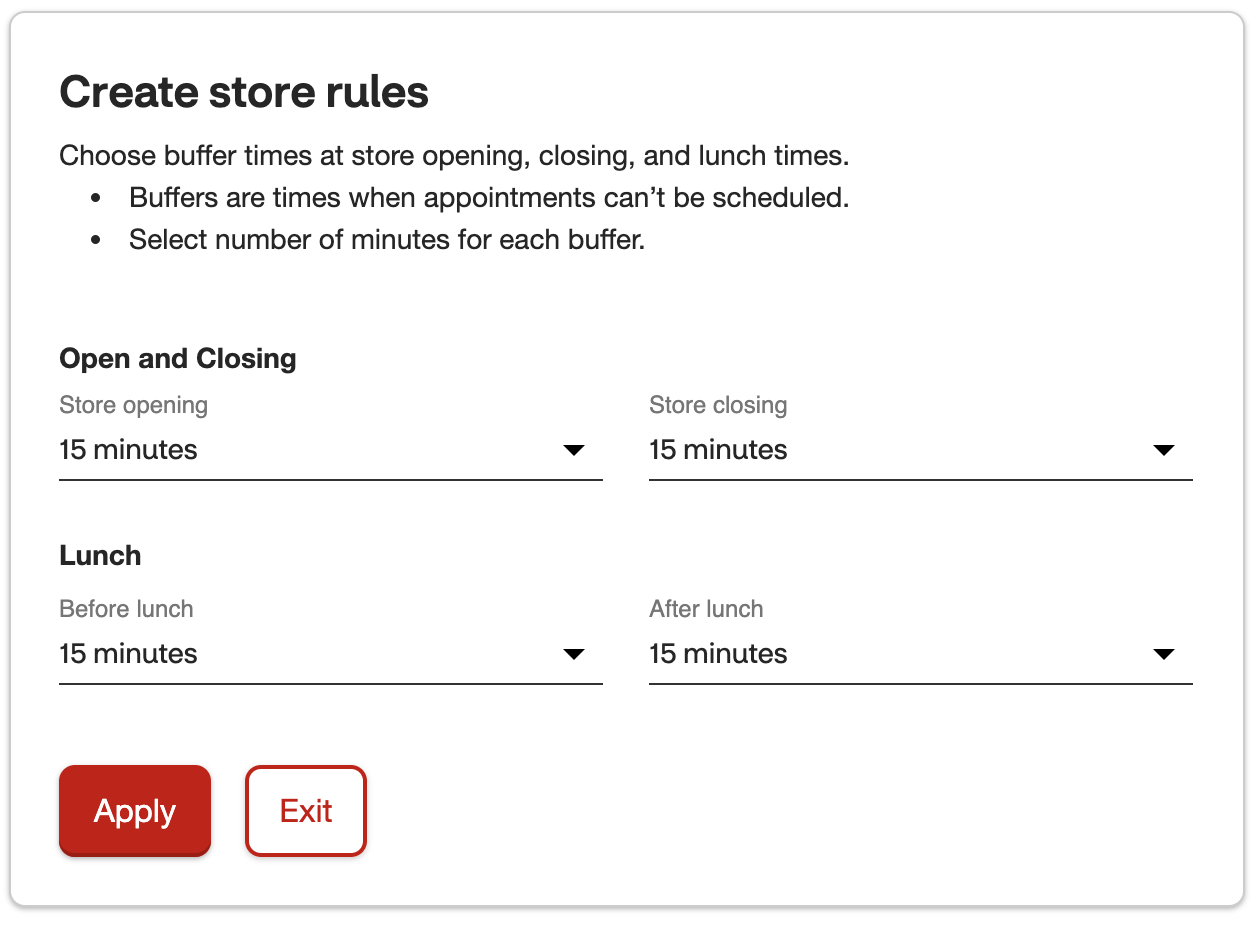 Create store rules
Choose buffer times at store opening, closing, and lunch times.
• Buffers are times when appointments can’t be scheduled.
• Select number of minutes for each buffer.
Open and Closing
Store opening
15 minutes
Store closing
15 minutes
Lunch
Before lunch
15 minutes
After lunch
15 minutes
Apply
Exit